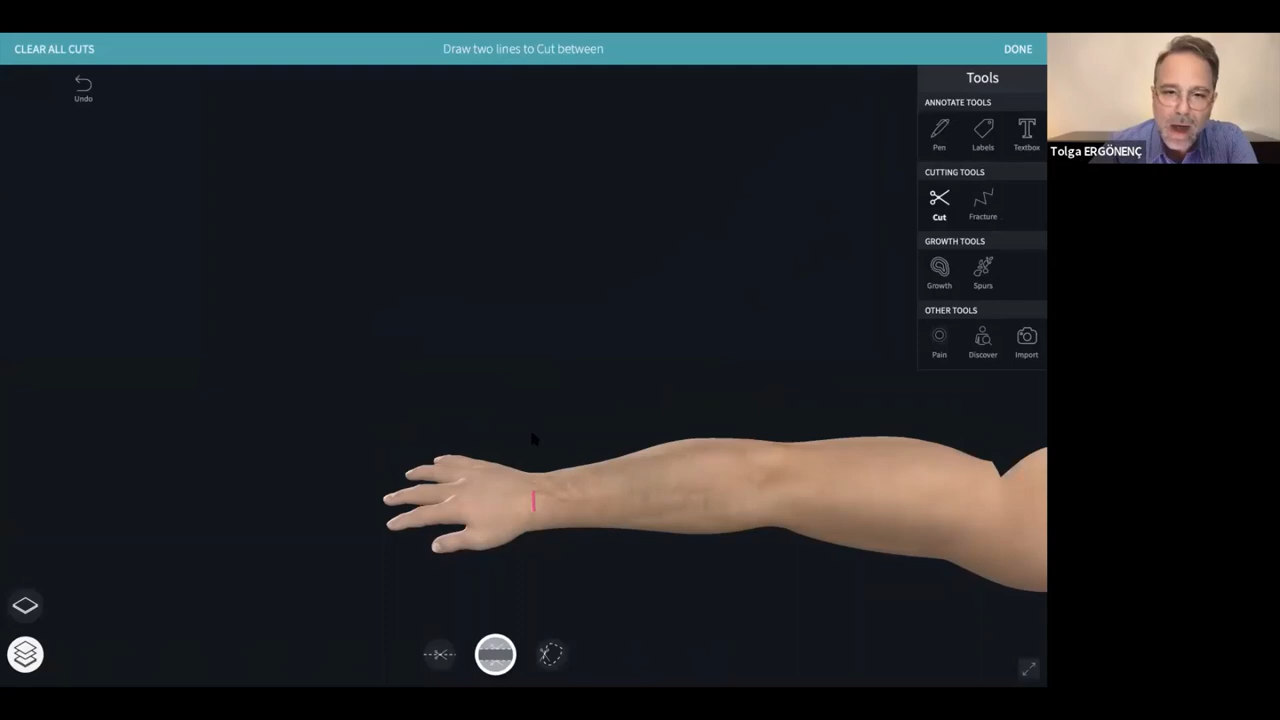 CLEAR ALL CUTS
Draw two lines to Cut between
DONE
Undo
Tools
ANNOTATE TOOLS
Pen
Labels
Textbox
CUTTING TOOLS
Cut
Fracture
GROWTH TOOLS
Growth
Spurs
OTHER TOOLS
Pain
Discover
Import
Tolga ERGÖNENÇ